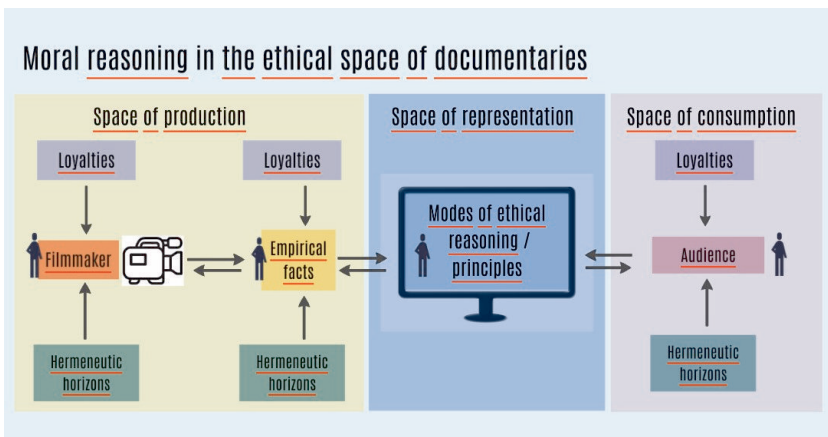 Moral reasoning in the ethical space of documentaries
Space of production
Loyalties
Loyalties
Filmmaker
Empirical
facts
Hermeneutic
horizons
Hermeneutic
horizons
Space of representation
Modes of ethical
reasoning /
principles
Space of consumption
Loyalties
Audience
Hermeneutic
horizons